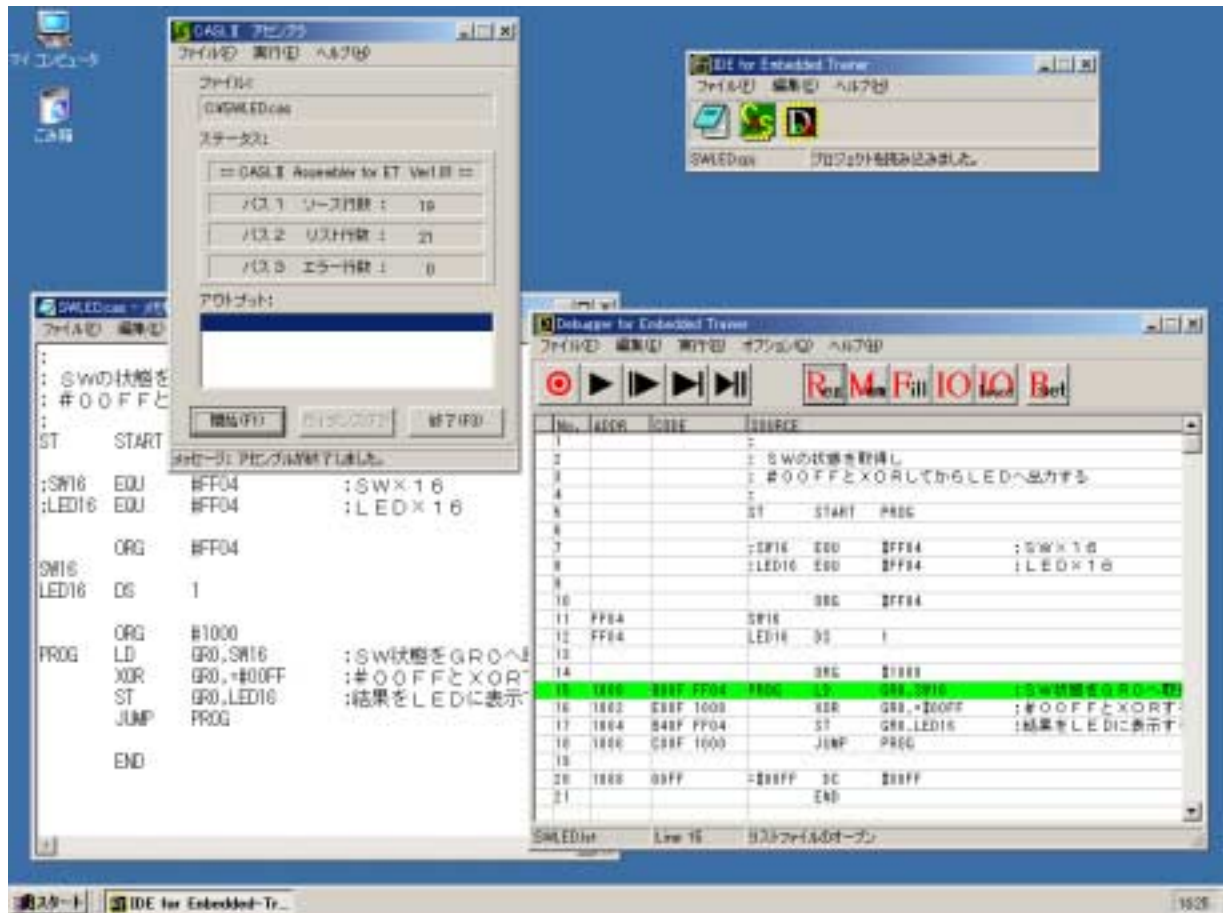 マイ コンピュータ
ごみ箱
CASLⅡ アセンブラ
ファイル(F) 実行(E) ヘルプ(H)
ファイル:
C:¥SWLED.cas
ステータス:
== CASLⅡ Assembler for ET Ver1.01 ==
パス 1 ソース行数 : 19
パス 2 リスト行数 : 21
パス 3 エラー行数 : 0
アウトプット:
開始(F1)
終了(F3)
メッセージ: アセンブルが終了しました。
IDE for Embedded Trainer
ファイル(F) 編集(E) ヘルプ(H)
SWLED.cas プロジェクトを読み込みました。
SWLED.cas - メモ
ファイル(F) 編集(E)
;
; SWの状態を
; #00FFと
;
ST START
;SW16 EQU #FF04 ;SW×16
;LED16 EQU #FF04 ;LED×16
ORG #FF04
SW16
LED16 DS 1
ORG #1000
PROG LD GR0,SW16 ;SW状態をGR0へ
XOR GR0,=#00FF ;#00FFとXOR
ST GR0,LED16 ;結果をLEDに表示
JUMP PROG
END
Debugger for Embedded Trainer
ファイル(F) 編集(E) 実行(E) オプション(O) ヘルプ(H)
Reg Mem Fill IO IO Bset
No. ADDR CODE SOURCE
1 ;
2 ; SWの状態を取得し
3 ; #00FFとXORしてからLEDへ出力する
4 ;
5 ST START PROG
6
7 ;SW16 EQU #FF04 ;SW×16
8 ;LED16 EQU #FF04 ;LED×16
9
10 ORG #FF04
11 FF04 SW16
12 FF04 LED16 DS 1
13
14 ORG #1000
15 1000 800F FF04 PROG LD GR0,SW16 ;SW状態をGR0へ取
16 1002 XOR GR0,=#00FF ;#00FFとXORす
17 1004 B40F FF04 ST GR0,LED16 ;結果をLEDに表示す
18 1006 C00F 1000 JUMP PROG
19
20 1008 00FF =#00FF DC #00FF
21 END
SWLED.lst Line 15 リストファイルのオープン
スタート IDE for Embedded-Tr...
16:25